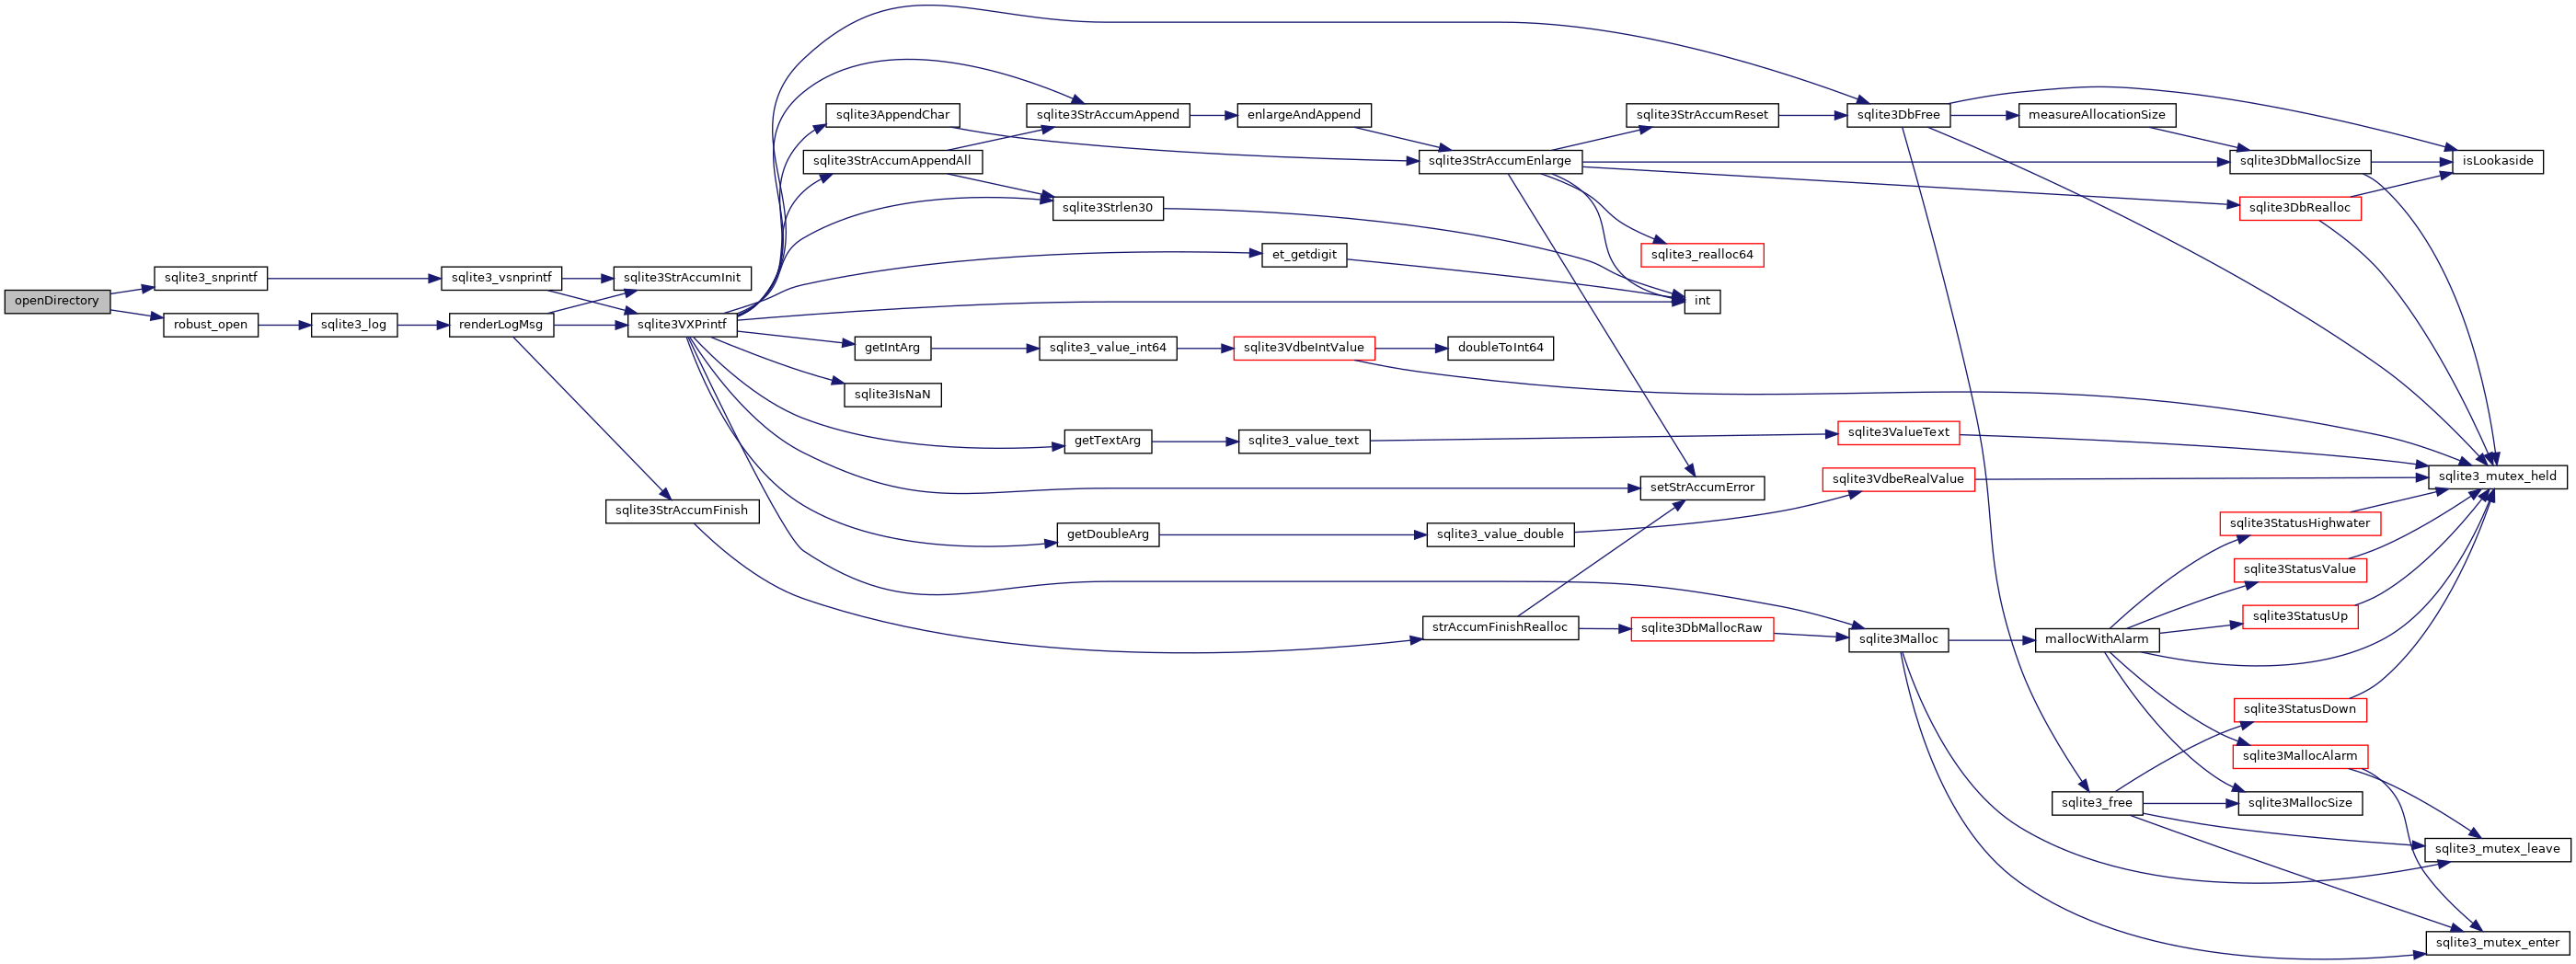 openDirectory
sqlite3_snprintf
robust_open
sqlite3_log
sqlite3_vsnprintf
renderLogMsg
sqlite3StrAccumInit
sqlite3VXPrintf
sqlite3StrAccumFinish
sqlite3AppendChar
sqlite3StrAccumAppendAll
getIntArg
sqlite3IsNaN
sqlite3StrAccumAppend
sqlite3Strlen30
sqlite3_value_int64
getTextArg
getDoubleArg
enlargeAndAppend
et_getdigit
sqlite3VdbeIntValue
sqlite3_value_text
sqlite3StrAccumEnlarge
doubleToInt64
sqlite3_value_double
strAccumFinishRealloc
sqlite3StrAccumReset
sqlite3_realloc64
int
setStrAccumError
sqlite3DbMallocRaw
sqlite3DbFree
sqlite3ValueText
sqlite3VdbeRealValue
sqlite3Malloc
measureAllocationSize
mallocWithAlarm
sqlite3_free
sqlite3DbMallocSize
sqlite3DbRealloc
sqlite3StatusHighwater
sqlite3StatusValue
sqlite3StatusUp
sqlite3StatusDown
sqlite3MallocAlarm
sqlite3MallocSize
isLookaside
sqlite3_mutex_held
sqlite3_mutex_leave
sqlite3_mutex_enter